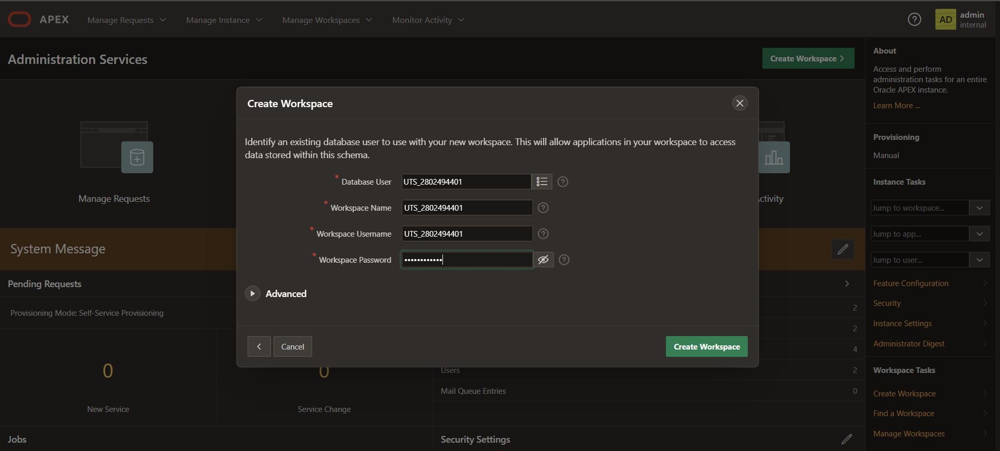 APEX
Manage Requests
Manage Instance
Manage Workspaces
Monitor Activity
?
AD
admin
internal
Administration Services
Create Workspace
About
Access and perform
administration tasks for an entire
Oracle APEX instance.
Learn More ...
Create Workspace
Identify an existing database user to use with your new workspace. This will allow applications in your workspace to access
data stored within this schema.
* Database User UTS_2802494401 ?
* Workspace Name UTS_2802494401 ?
* Workspace Username UTS_2802494401 ?
* Workspace Password •••••••••••• ?
Advanced
Cancel
Create Workspace
Manage Requests
ctivity
System Message
Pending Requests
Provisioning Mode: Self-Service Provisioning
0
New Service
0
Service Change
2
2
4
Users 2
Mail Queue Entries 0
Jobs
Security Settings
Provisioning
Manual
Instance Tasks
Jump to workspace...
Jump to app...
Jump to user...
Feature Configuration
Security
Instance Settings
Administrator Digest
Workspace Tasks
Create Workspace
Find a Workspace
Manage Workspaces